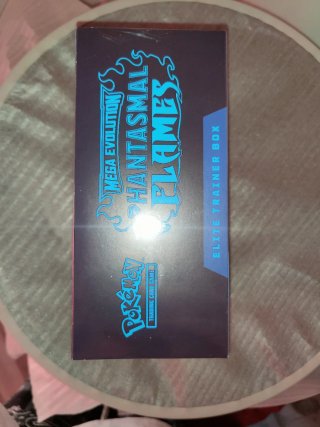 MEGA EVOLUTION
PHANTASMAL
FLAMES
POKéMON
TRADING CARD GAME
ELITE TRAINER BOX